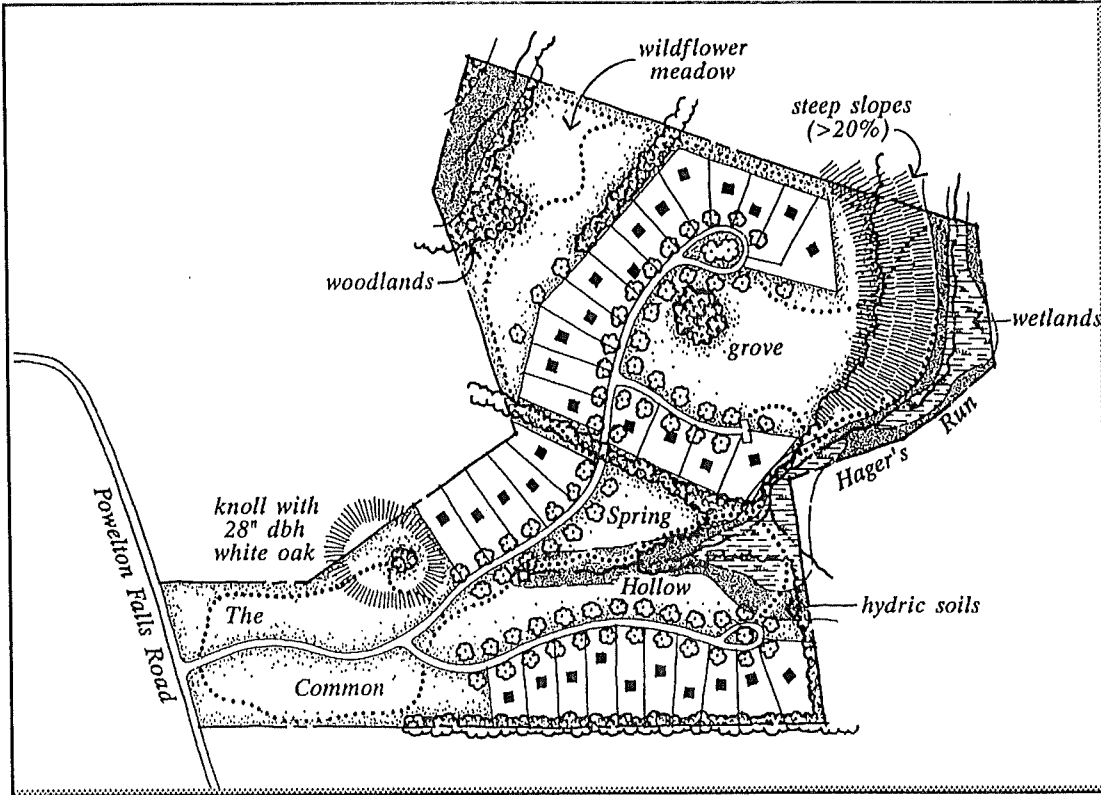 wildflower
meadow
steep slopes
(>20%)
woodlands
wetlands
grove
Hager's Run
Powelton Falls Road
knoll with
28" dbh
white oak
Spring
Hollow
hydric soils
The
Common